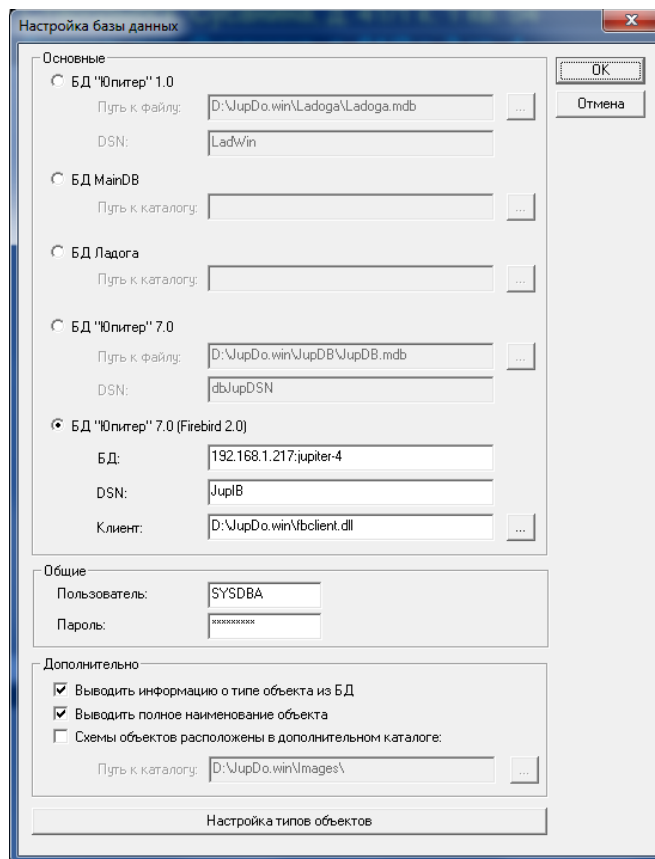 Настройка базы данных
Основные
БД "Юпитер" 1.0
Путь к файлу: D:\JupDo.win\Ladoga\Ladoga.mdb ...
DSN: LadWin
БД MainDB
Путь к каталогу: ...
БД Ладога
Путь к каталогу: ...
БД "Юпитер" 7.0
Путь к файлу: D:\JupDo.win\JupDB\JupDB.mdb ...
DSN: dbJupDSN
БД "Юпитер" 7.0 (Firebird 2.0)
БД: 192.168.1.217:jupiter-4
DSN: JupIB
Клиент: D:\JupDo.win\fbclient.dll ...
Общие
Пользователь: SYSDBA
Пароль: *********
Дополнительно
Выводить информацию о типе объекта из БД
Выводить полное наименование объекта
Схемы объектов расположены в дополнительном каталоге:
Путь к каталогу: D:\JupDo.win\Images\ ...
Настройка типов объектов
OK
Отмена